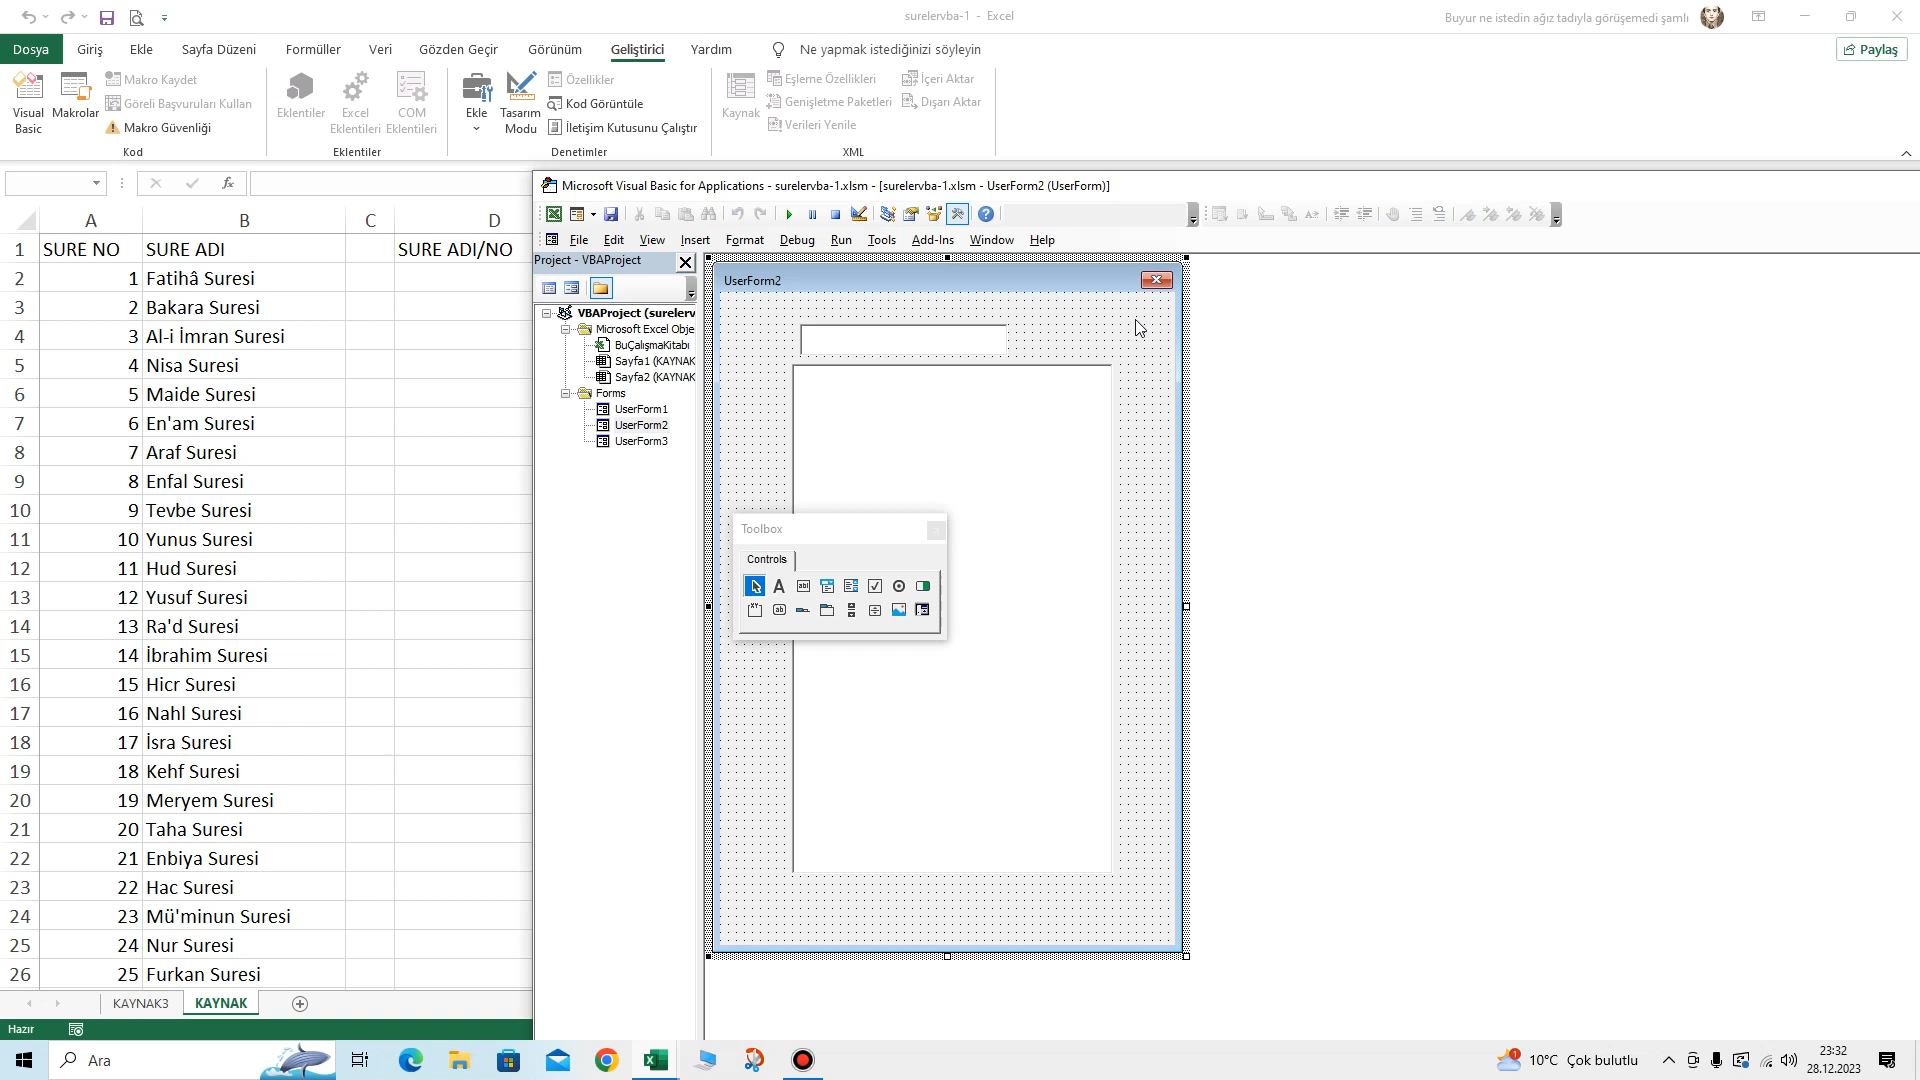 surelervba-1 - Excel
Buyur ne istedin ağız tadıyla görüşemedi şamlı
Dosya Giriş Ekle Sayfa Düzeni Formüller Veri Gözden Geçir Görünüm Geliştirici Yardım Ne yapmak istediğinizi söyleyin Paylaş
Visual Basic
Makrolar
Makro Kaydet
Göreli Başvuruları Kullan
Makro Güvenliği
Kod
Eklentiler
Excel Eklentileri
COM Eklentileri
Eklentiler
Ekle
Tasarım Modu
Özellikler
Kod Görüntüle
İletişim Kutusunu Çalıştır
Denetimler
Kaynak
Eşleme Özellikleri
Genişletme Paketleri
Verileri Yenile
İçeri Aktar
Dışarı Aktar
XML
fx
A B C D
1 SURE NO SURE ADI SURE ADI/NO
2 1 Fatihâ Suresi
3 2 Bakara Suresi
4 3 Al-i İmran Suresi
5 4 Nisa Suresi
6 5 Maide Suresi
7 6 En'am Suresi
8 7 Araf Suresi
9 8 Enfal Suresi
10 9 Tevbe Suresi
11 10 Yunus Suresi
12 11 Hud Suresi
13 12 Yusuf Suresi
14 13 Ra'd Suresi
15 14 İbrahim Suresi
16 15 Hicr Suresi
17 16 Nahl Suresi
18 17 İsra Suresi
19 18 Kehf Suresi
20 19 Meryem Suresi
21 20 Taha Suresi
22 21 Enbiya Suresi
23 22 Hac Suresi
24 23 Mü'minun Suresi
25 24 Nur Suresi
26 25 Furkan Suresi
KAYNAK3 KAYNAK
Hazır
Microsoft Visual Basic for Applications - surelervba-1.xlsm - [surelervba-1.xlsm - UserForm2 (UserForm)]
File Edit View Insert Format Debug Run Tools Add-Ins Window Help
Project - VBAProject
VBAProject (surelerv
Microsoft Excel Obje
BuÇalışmaKitabı
Sayfa1 (KAYNAK
Sayfa2 (KAYNAK
Forms
UserForm1
UserForm2
UserForm3
UserForm2
Toolbox
Controls
Ara
1
10°C Çok bulutlu
23:32
28.12.2023